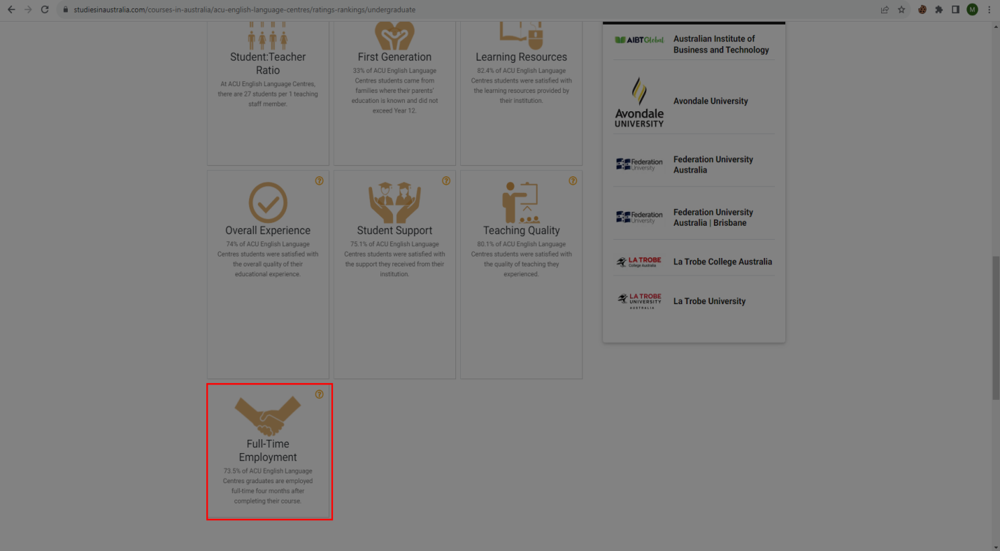 studiesinaustralia.com/courses-in-australia/acu-english-language-centres/ratings-rankings/undergraduate
M
Student:Teacher
Ratio
At ACU English Language Centres,
there are 27 students per 1 teaching
staff member.
First Generation
33% of ACU English Language
Centres students came from
families where their parents'
education is known and did not
exceed Year 12.
Learning Resources
82.4% of ACU English Language
Centres students were satisfied with
the learning resources provided by
their institution.
?
Overall Experience
74% of ACU English Language
Centres students were satisfied with
the overall quality of their
educational experience.
?
Student Support
75.1% of ACU English Language
Centres students were satisfied with
the support they received from their
institution.
?
Teaching Quality
80.1% of ACU English Language
Centres students were satisfied with
the quality of teaching they
experienced.
?
Full-Time
Employment
73.5% of ACU English Language
Centres graduates are employed
full-time four months after
completing their course.
AIBTGlobal
Australian Institute of
Business and Technology
Avondale
UNIVERSITY
Avondale University
Federation
University
Federation University
Australia
Federation
University
Federation University
Australia | Brisbane
LA TROBE
College Australia
La Trobe College Australia
LA TROBE
UNIVERSITY
AUSTRALIA
La Trobe University